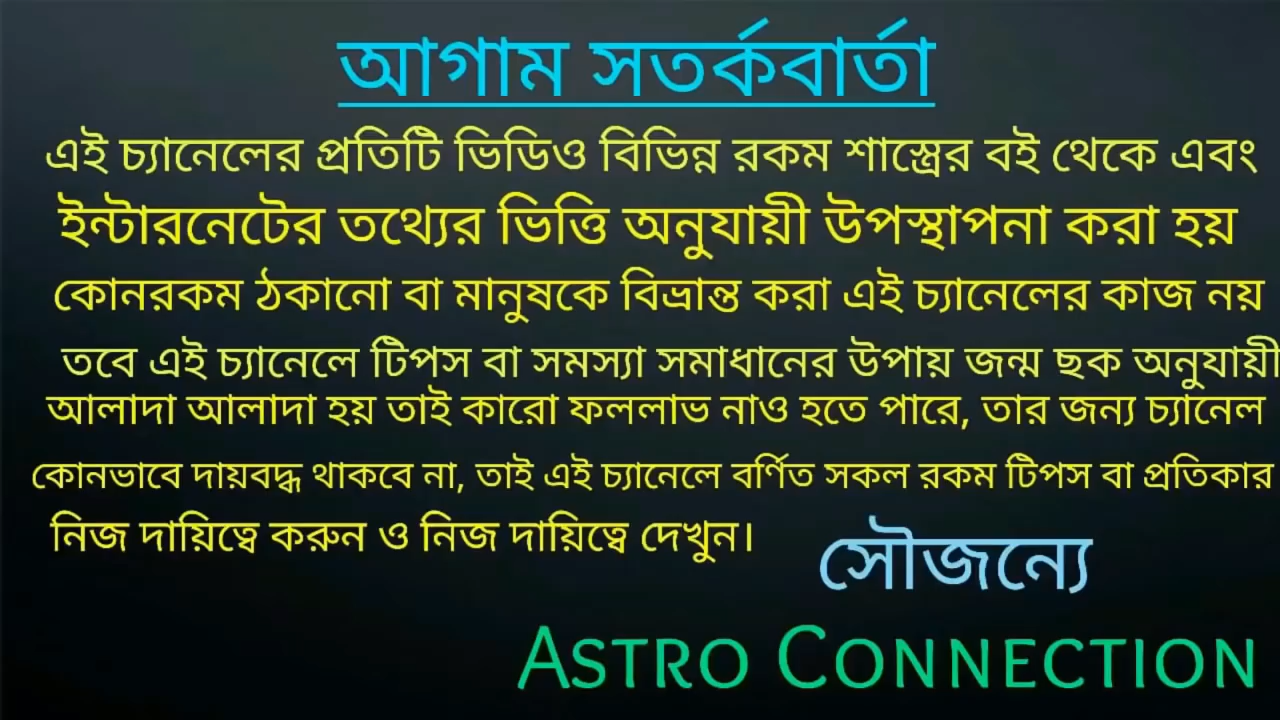 আগাম সতর্কবার্তা
এই চ্যানেলের প্রতিটি ভিডিও বিভিন্ন রকম শাস্ত্রের বই থেকে এবং
ইন্টারনেটের তথ্যের ভিত্তি অনুযায়ী উপস্থাপনা করা হয়
কোনরকম ঠকানো বা মানুষকে বিভ্রান্ত করা এই চ্যানেলের কাজ নয়
তবে এই চ্যানেলে টিপস বা সমস্যা সমাধানের উপায় জন্ম ছক অনুযায়ী
আলাদা আলাদা হয় তাই কারো ফললাভ নাও হতে পারে, তার জন্য চ্যানেল
কোনভাবে দায়বদ্ধ থাকবে না, তাই এই চ্যানেলে বর্ণিত সকল রকম টিপস বা প্রতিকার
নিজ দায়িত্বে করুন ও নিজ দায়িত্বে দেখুন।
সৌজন্যে
ASTRO CONNECTION